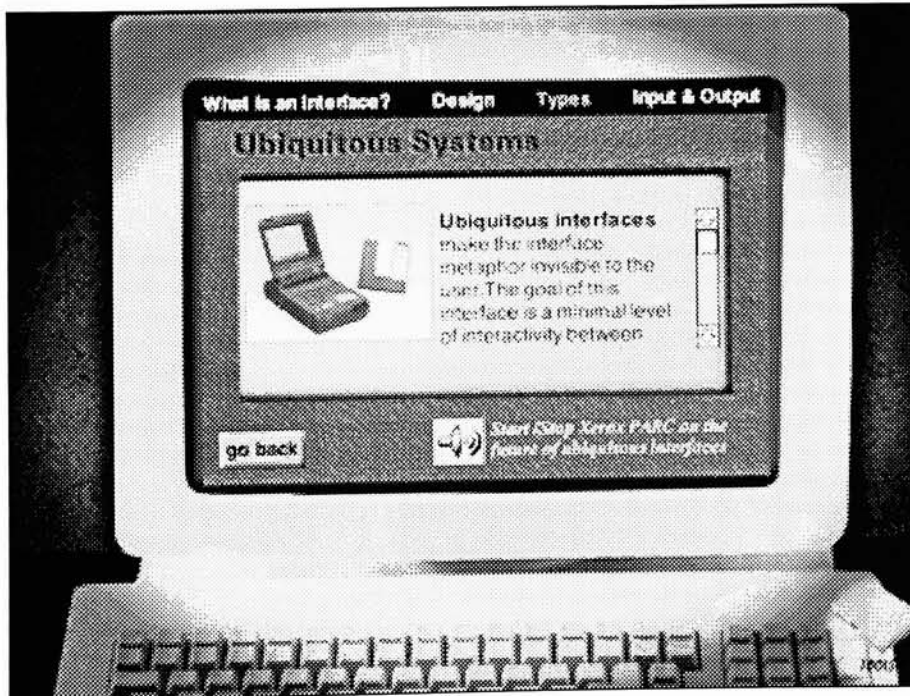 What is an Interface? Design Types Input & Output
Ubiquitous Systems
Ubiquitous interfaces
make the interface
metaphor invisible to the
user.The goal of this
interface is a minimal level
of interactivity between
go back
Start /Stop Xerox PARC on the
future of ubiquitous interfaces